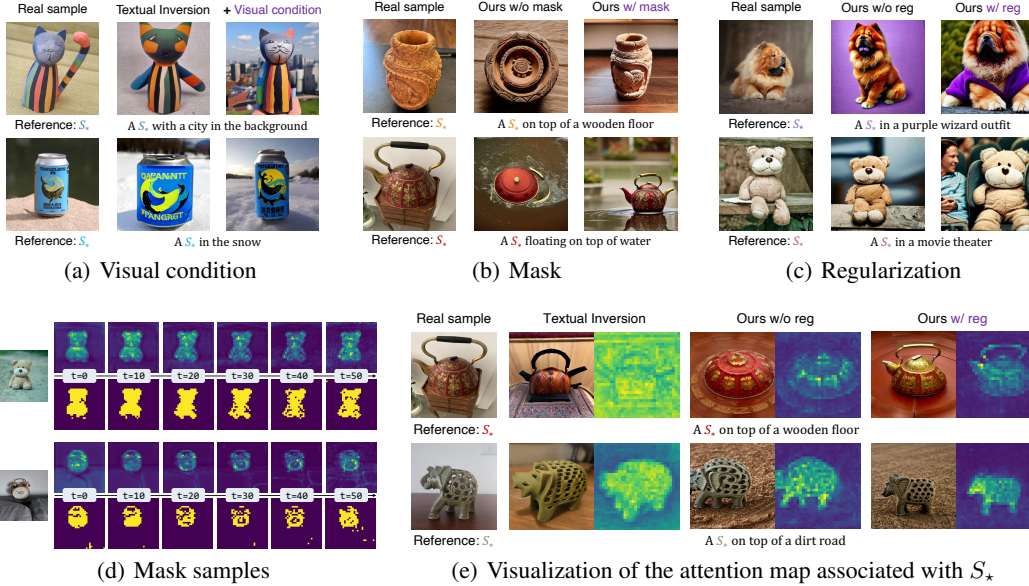 Real sample Textual Inversion + Visual condition
Reference: S⋆ A S⋆ with a city in the background
Reference: S⋆ A S⋆ in the snow
(a) Visual condition
Real sample Ours w/o mask Ours w/ mask
Reference: S⋆ A S⋆ on top of a wooden floor
Reference: S⋆ A S⋆ floating on top of water
(b) Mask
Real sample Ours w/o reg Ours w/ reg
Reference: S⋆ A S⋆ in a purple wizard outfit
Reference: S⋆ A S⋆ in a movie theater
(c) Regularization
t=0 t=10 t=20 t=30 t=40 t=50
t=0 t=10 t=20 t=30 t=40 t=50
(d) Mask samples
Real sample Textual Inversion Ours w/o reg Ours w/ reg
Reference: S⋆ A S⋆ on top of a wooden floor
Reference: S⋆ A S⋆ on top of a dirt road
(e) Visualization of the attention map associated with S⋆